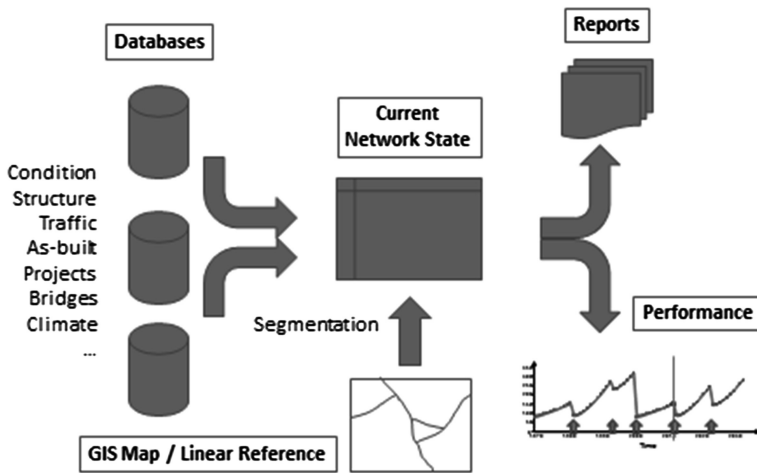 Databases
Reports
Current
Network State
Condition
Structure
Traffic
As-built
Projects
Bridges
Climate
...
Segmentation
Performance
Time
GIS Map / Linear Reference